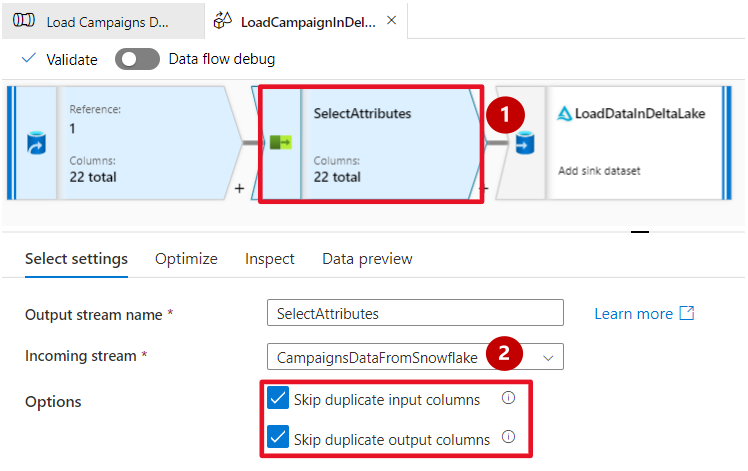 Load Campaigns D...
LoadCampaignInDel...
Validate
Data flow debug
Reference:
1
Columns:
22 total
SelectAttributes
Columns:
22 total
1
LoadDataInDeltaLake
Add sink dataset
+
+
Select settings
Optimize
Inspect
Data preview
Output stream name *
SelectAttributes
Learn more
Incoming stream *
CampaignsDataFromSnowflake
2
Options
Skip duplicate input columns
Skip duplicate output columns